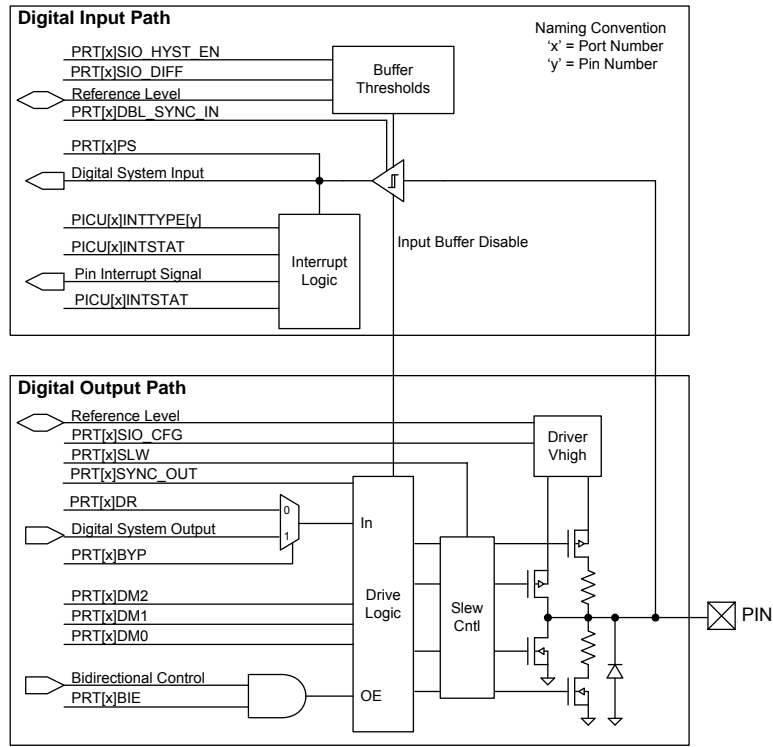 Digital Input Path
Naming Convention
'x' = Port Number
'y' = Pin Number
PRT[x]SIO_HYST_EN
PRT[x]SIO_DIFF
Reference Level
PRT[x]DBL_SYNC_IN
Buffer
Thresholds
PRT[x]PS
Digital System Input
PICU[x]INTTYPE[y]
PICU[x]INTSTAT
Pin Interrupt Signal
PICU[x]INTSTAT
Interrupt
Logic
Input Buffer Disable
Digital Output Path
Reference Level
PRT[x]SIO_CFG
PRT[x]SLW
PRT[x]SYNC_OUT
Driver
Vhigh
PRT[x]DR
Digital System Output
PRT[x]BYP
0
1
In
PRT[x]DM2
PRT[x]DM1
PRT[x]DM0
Drive
Logic
Slew
Cntl
PIN
Bidirectional Control
PRT[x]BIE
OE